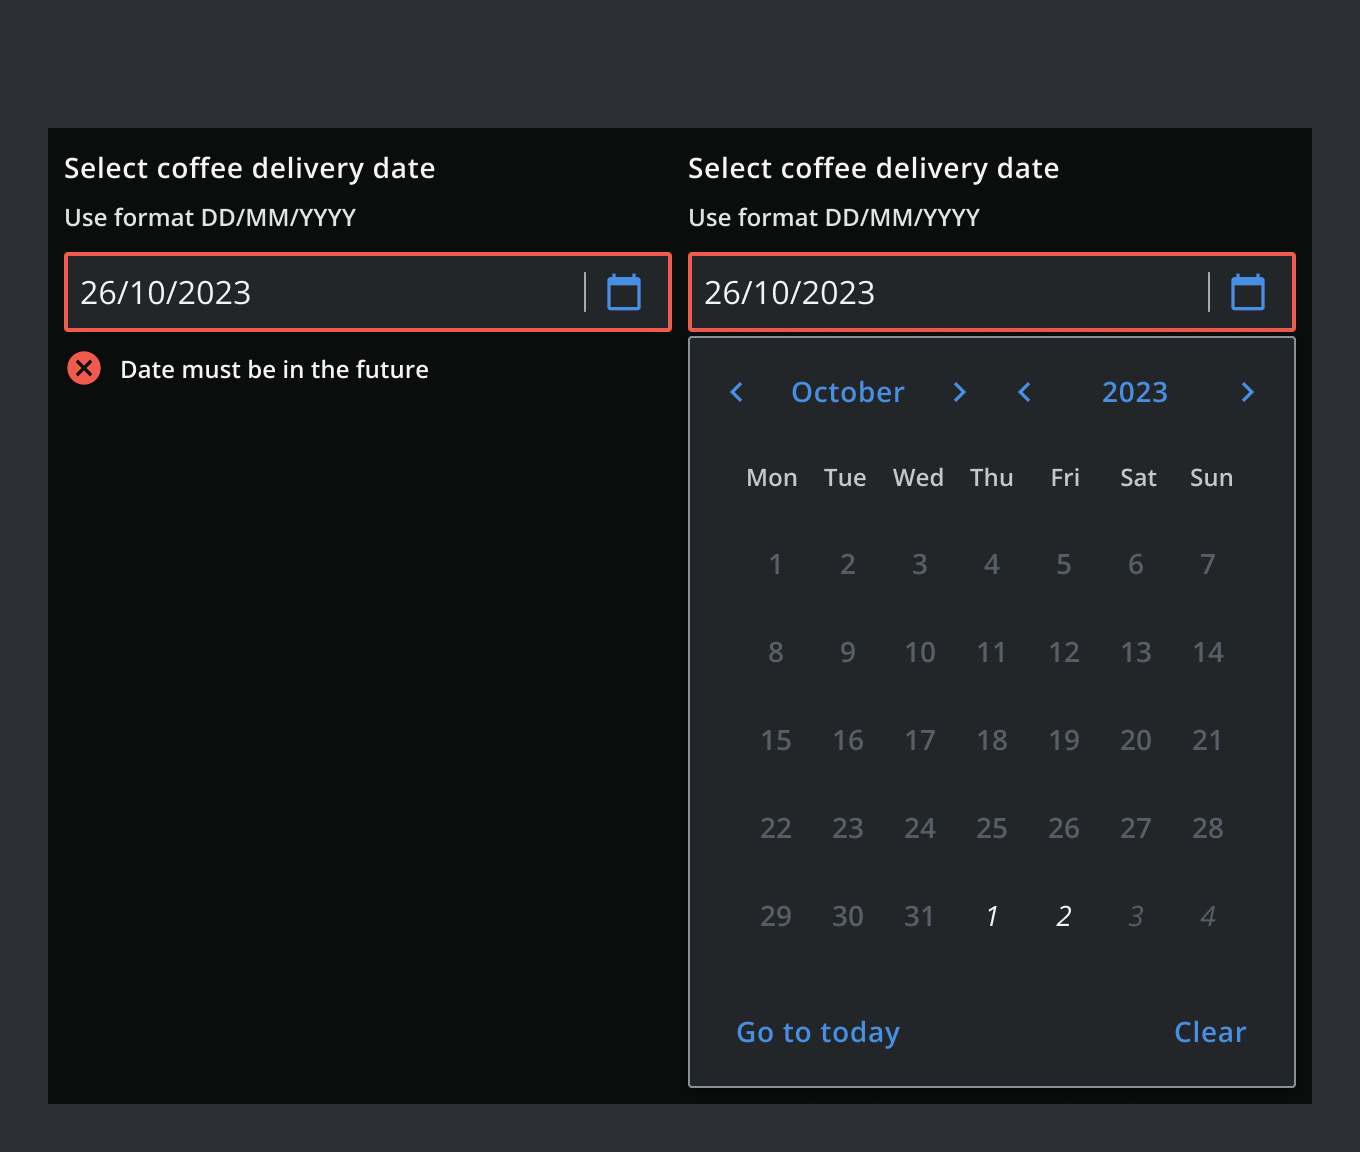 Select coffee delivery date
Use format DD/MM/YYYY
26/10/2023
Date must be in the future
Select coffee delivery date
Use format DD/MM/YYYY
26/10/2023
October 2023
Mon Tue Wed Thu Fri Sat Sun
1 2 3 4 5 6 7
8 9 10 11 12 13 14
15 16 17 18 19 20 21
22 23 24 25 26 27 28
29 30 31 1 2 3 4
Go to today Clear